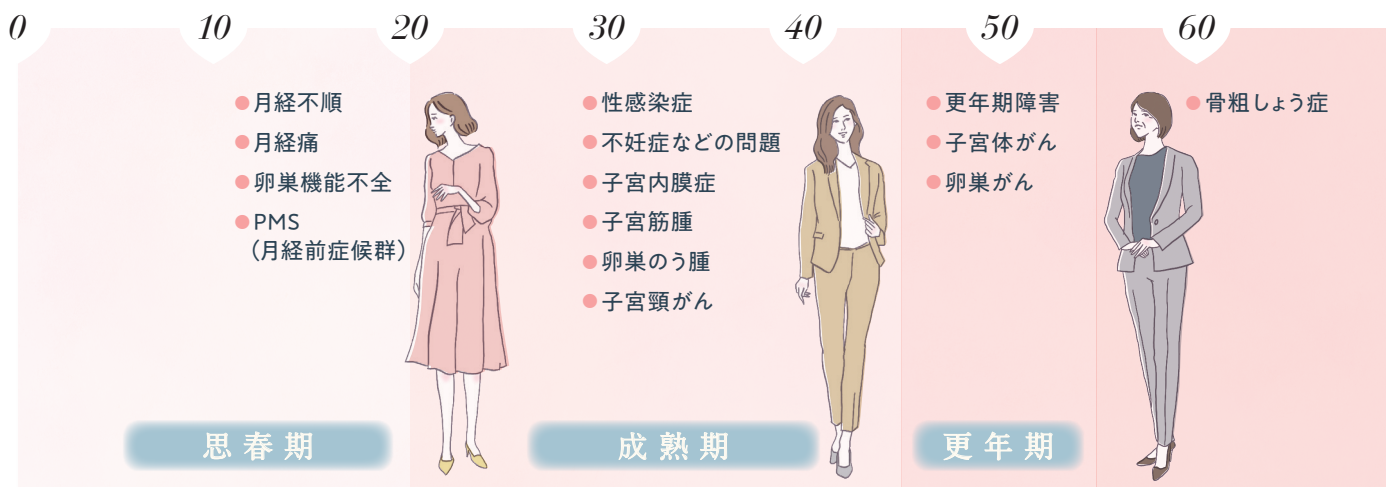 0 10 20 30 40 50 60
月経不順
月経痛
卵巣機能不全
PMS
(月経前症候群)
性感染症
不妊症などの問題
子宮内膜症
子宮筋腫
卵巣のう腫
子宮頸がん
更年期障害
子宮体がん
卵巣がん
骨粗しょう症
思春期
成熟期
更年期